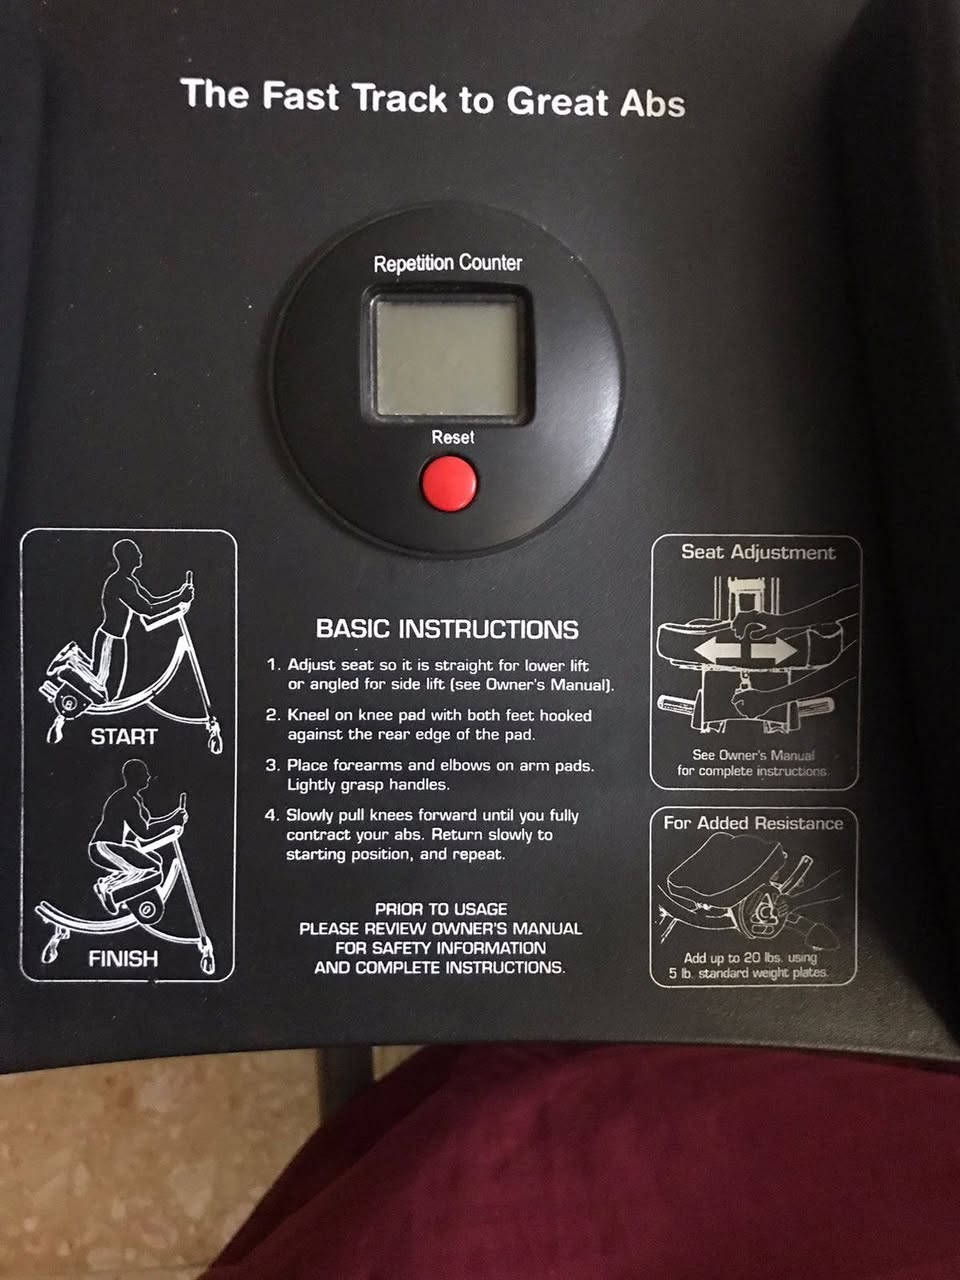 The Fast Track to Great Abs
Repetition Counter
Reset
START
FINISH
BASIC INSTRUCTIONS
1. Adjust seat so it is straight for lower lift
or angled for side lift (see Owner's Manual).
2. Kneel on knee pad with both feet hooked
against the rear edge of the pad.
3. Place forearms and elbows on arm pads.
Lightly grasp handles.
4. Slowly pull knees forward until you fully
contract your abs. Return slowly to
starting position, and repeat.
PRIOR TO USAGE
PLEASE REVIEW OWNER'S MANUAL
FOR SAFETY INFORMATION
AND COMPLETE INSTRUCTIONS.
Seat Adjustment
See Owner's Manual
for complete instructions.
For Added Resistance
Add up to 20 lbs. using
5 lb. standard weight plates.